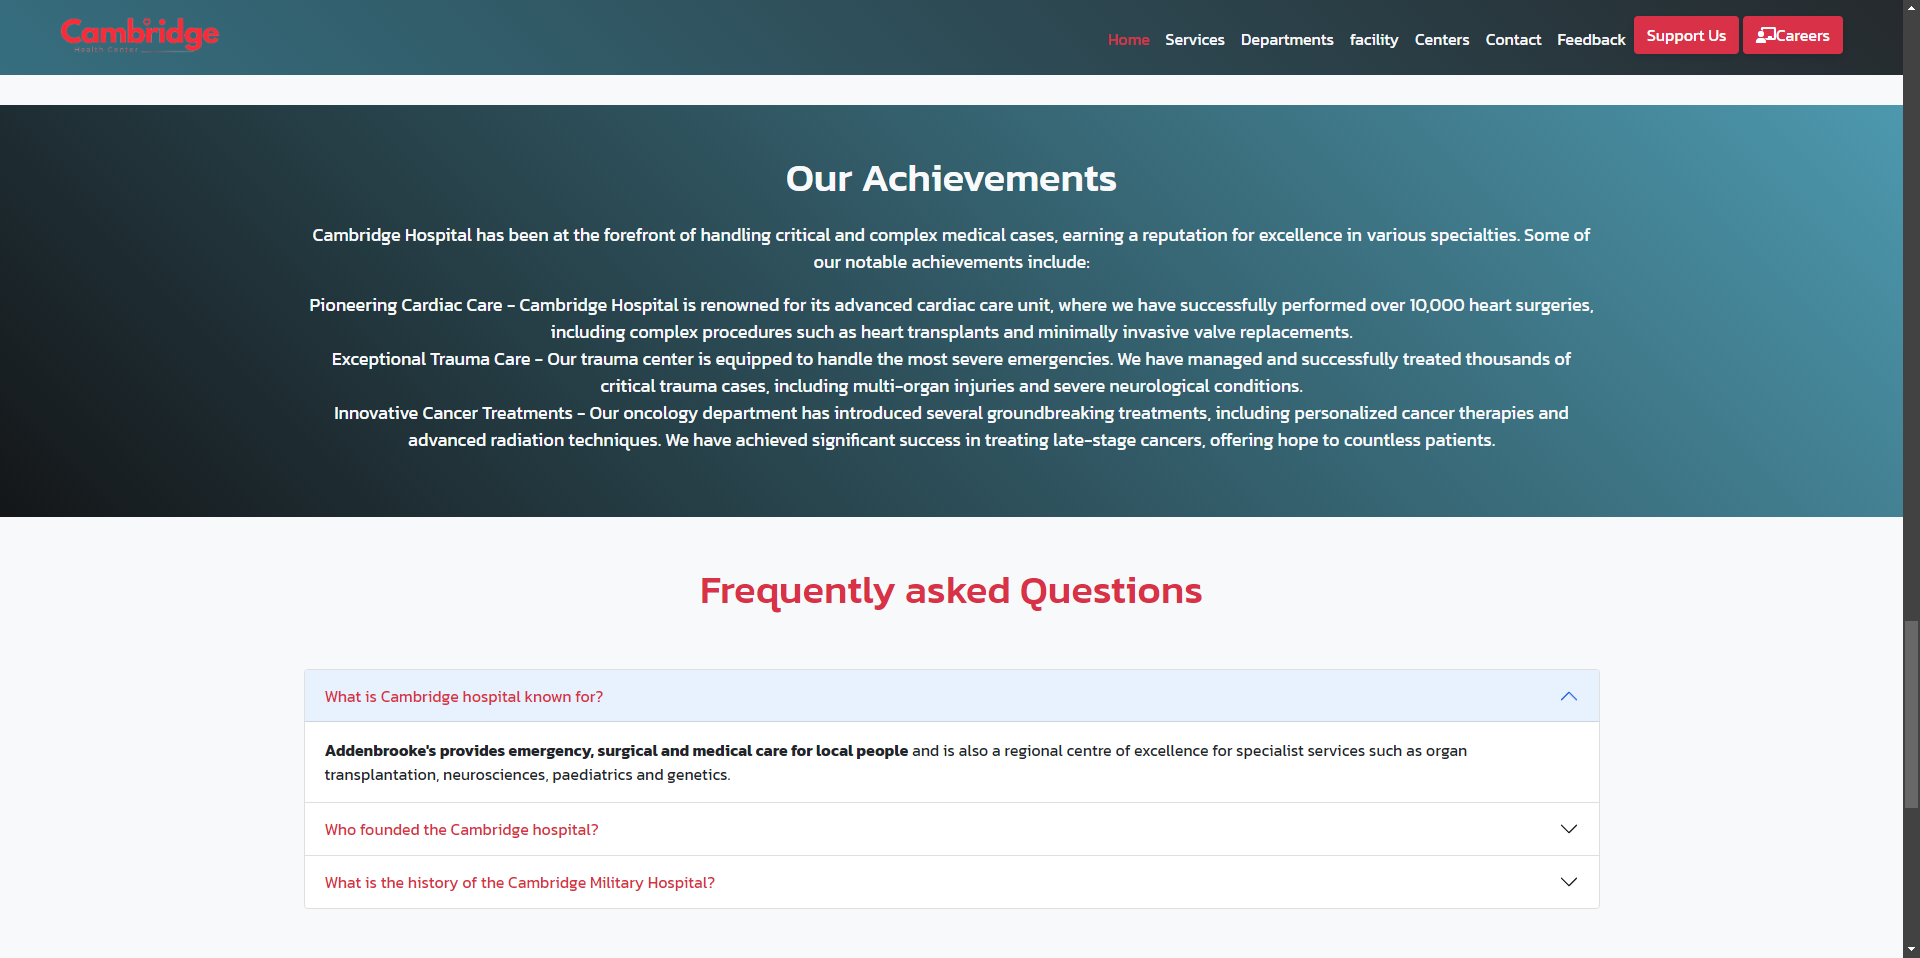 Cambridge
Health Center
Home Services Departments facility Centers Contact Feedback Support Us Careers
Our Achievements
Cambridge Hospital has been at the forefront of handling critical and complex medical cases, earning a reputation for excellence in various specialties. Some of
our notable achievements include:
Pioneering Cardiac Care - Cambridge Hospital is renowned for its advanced cardiac care unit, where we have successfully performed over 10,000 heart surgeries,
including complex procedures such as heart transplants and minimally invasive valve replacements.
Exceptional Trauma Care - Our trauma center is equipped to handle the most severe emergencies. We have managed and successfully treated thousands of
critical trauma cases, including multi-organ injuries and severe neurological conditions.
Innovative Cancer Treatments - Our oncology department has introduced several groundbreaking treatments, including personalized cancer therapies and
advanced radiation techniques. We have achieved significant success in treating late-stage cancers, offering hope to countless patients.
Frequently asked Questions
What is Cambridge hospital known for?
Addenbrooke's provides emergency, surgical and medical care for local people and is also a regional centre of excellence for specialist services such as organ
transplantation, neurosciences, paediatrics and genetics.
Who founded the Cambridge hospital?
What is the history of the Cambridge Military Hospital?